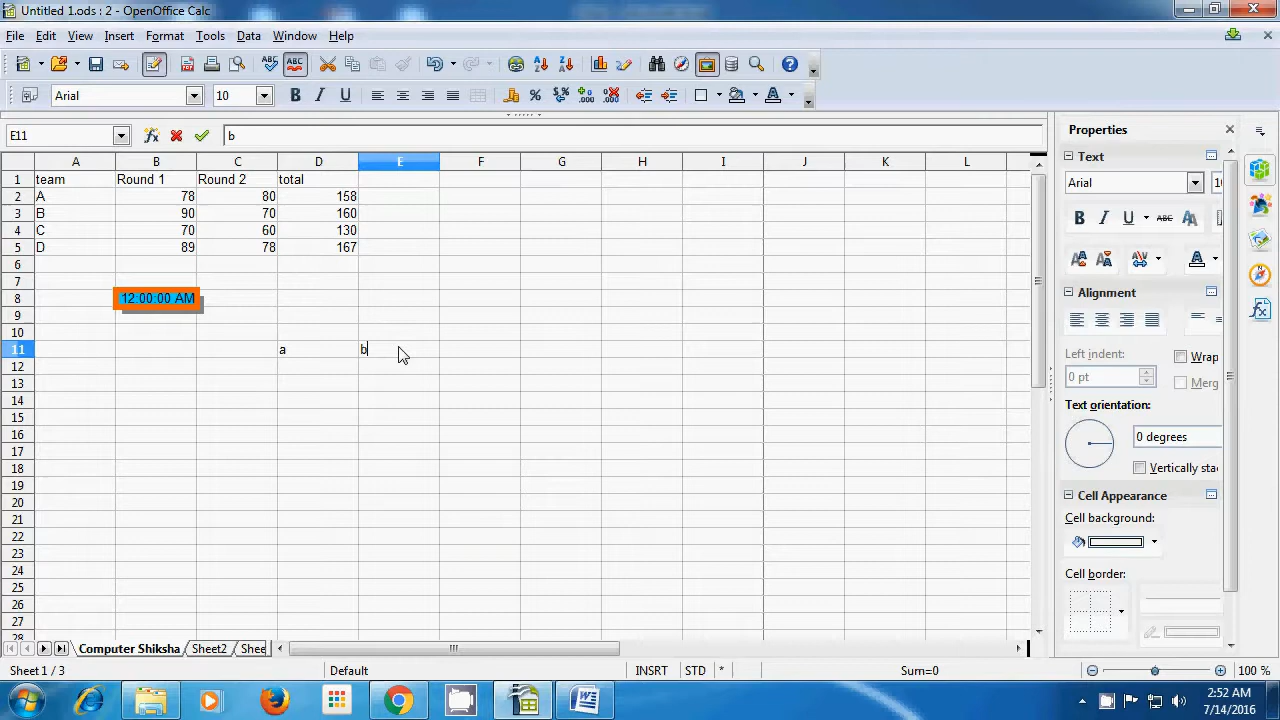 Untitled 1.ods : 2 - OpenOffice Calc
File Edit View Insert Format Tools Data Window Help
Arial 10
E11 b
A B C D E F G H I J K L
1 team Round 1 Round 2 total
2 A 78 80 158
3 B 90 70 160
4 C 70 60 130
5 D 89 78 167
6
7
8 12:00:00 AM
9
10
11 a b
12
13
14
15
16
17
18
19
20
21
22
23
24
25
26
27
28
Computer Shiksha Sheet2 Shee
Sheet 1 / 3 Default INSRT STD * Sum=0 100 %
Properties
Text
Arial
Alignment
Left indent: Wrap
0 pt Merg
Text orientation:
0 degrees
Vertically sta
Cell Appearance
Cell background:
Cell border:
2:52 AM
7/14/2016